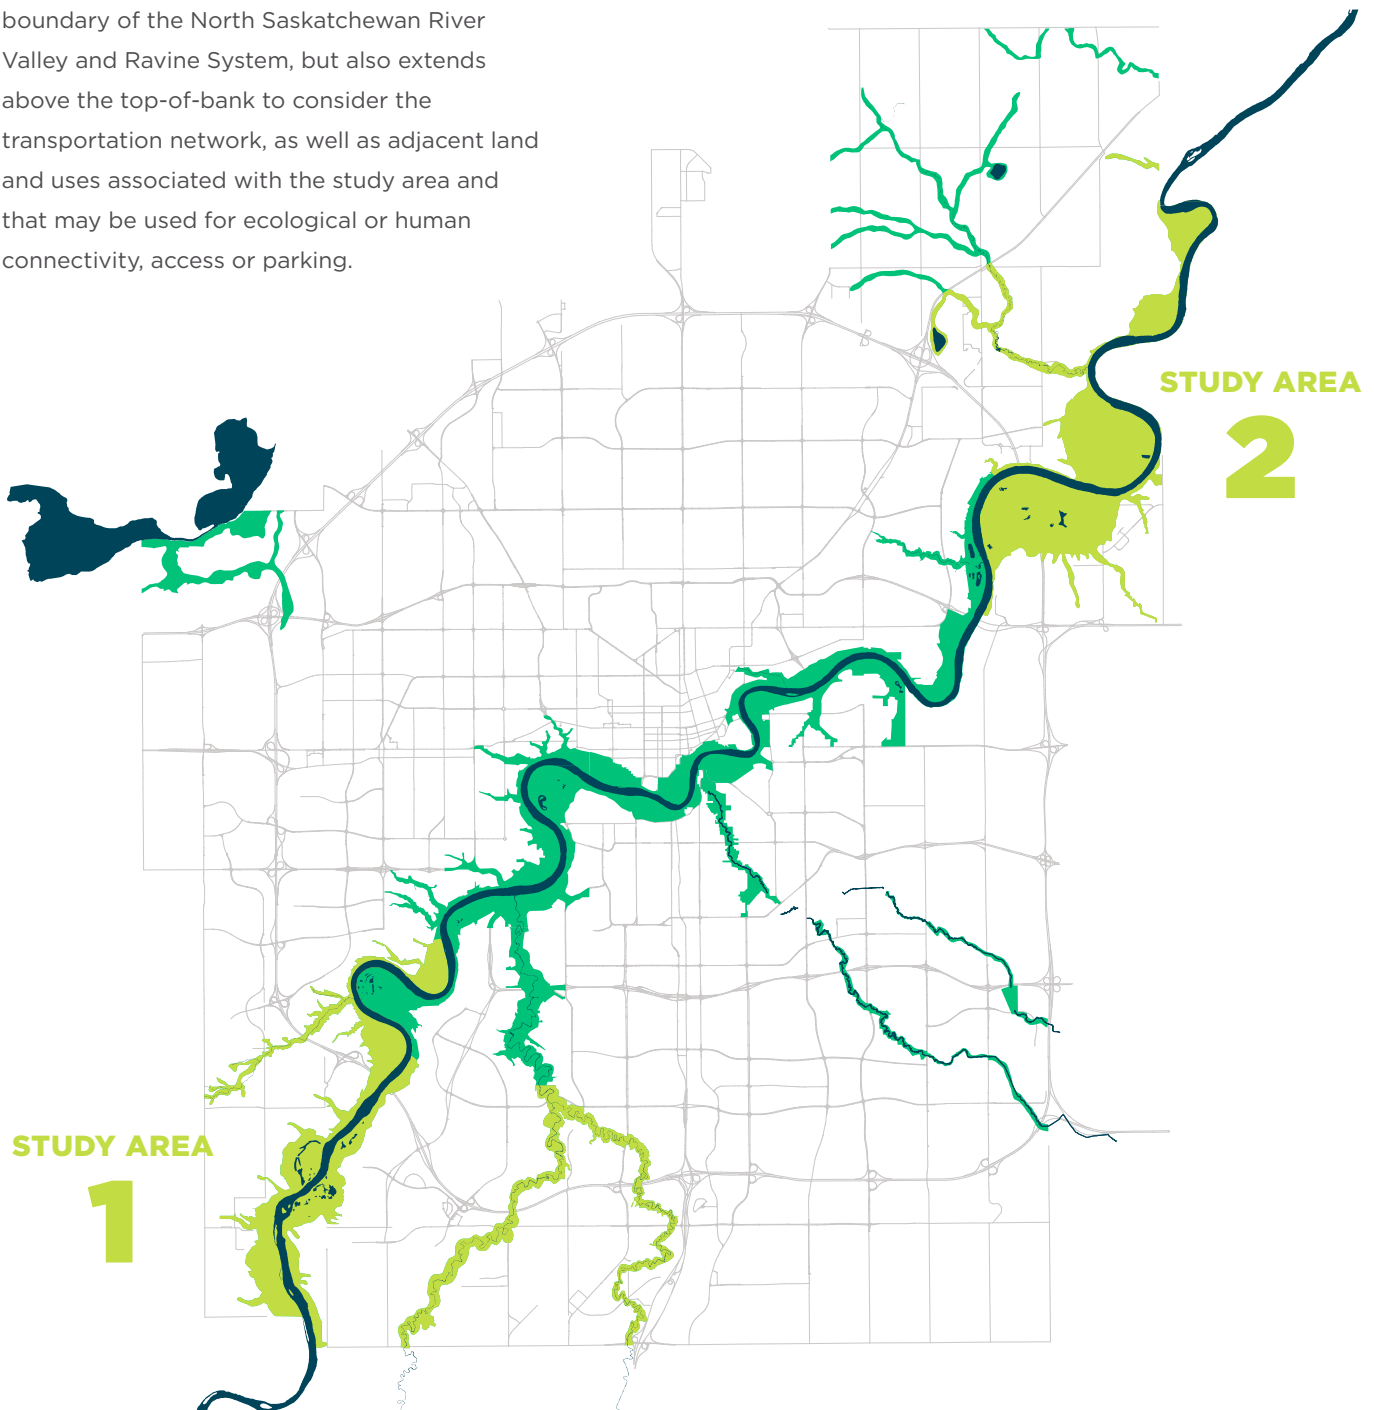 boundary of the North Saskatchewan River
Valley and Ravine System, but also extends
above the top-of-bank to consider the
transportation network, as well as adjacent land
and uses associated with the study area and
that may be used for ecological or human
connectivity, access or parking.
STUDY AREA
2
STUDY AREA
1